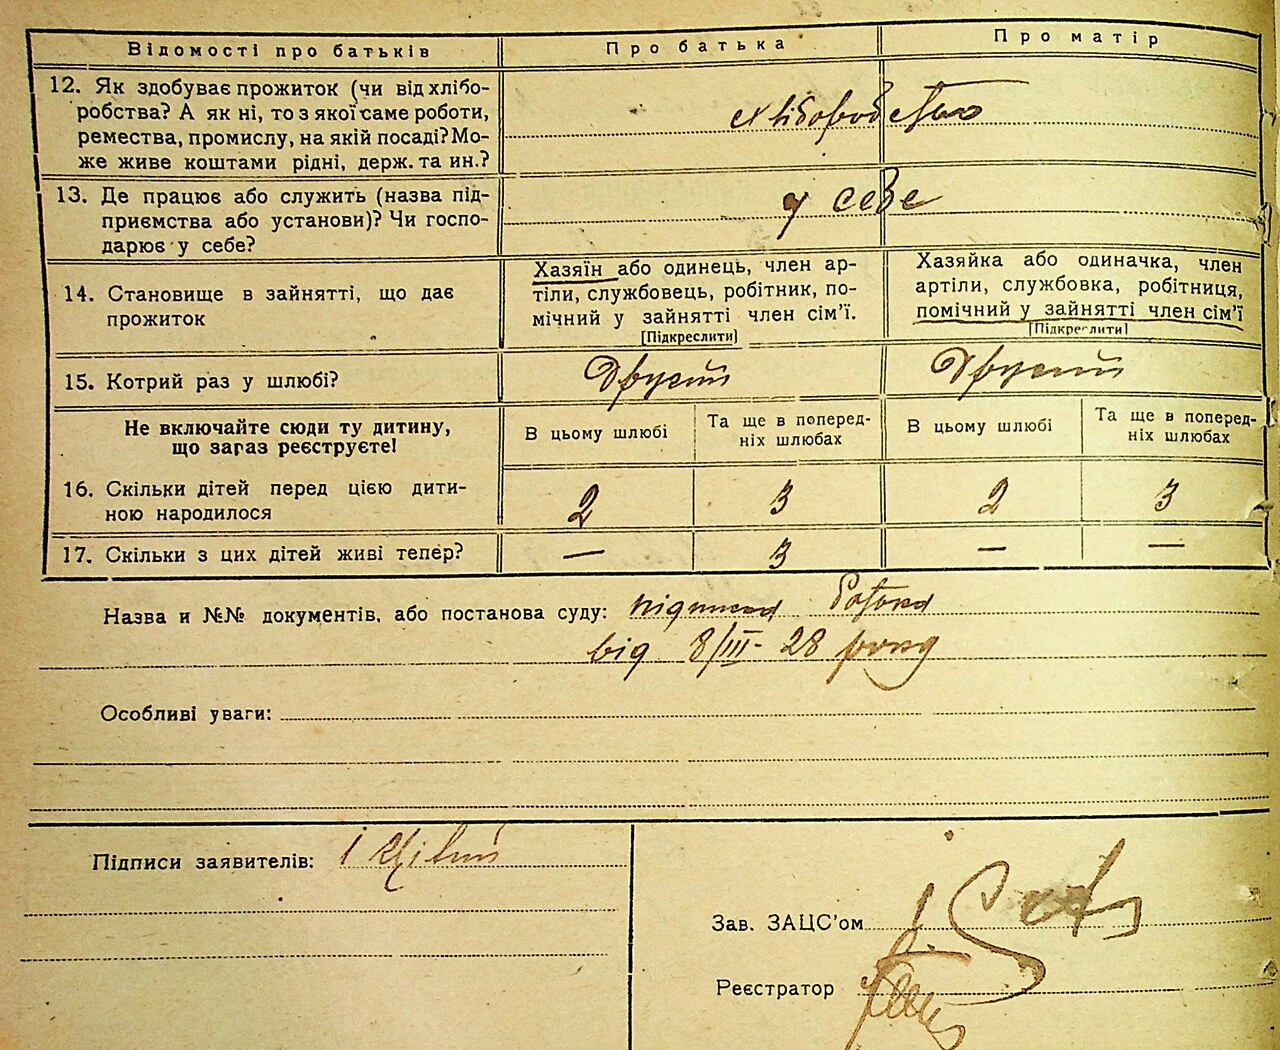 Відомості про батьків
Про батька
Про матір
12. Як здобуває прожиток (чи від хлібо-
робства? А як ні, то з якої саме роботи,
ремества, промислу, на якій посаді? Мо-
же живе коштами рідні, держ. та ин.?
хліборобство
13. Де працює або служить (назва під-
приємства або установи)? Чи госпо-
дарює у себе?
у себе
14. Становище в зайнятті, що дає
прожиток
Хазяїн або одинець, член ар-
тіли, службовець, робітник, по-
мічний у зайнятті член сім'ї.
[Підкреслити]
Хазяйка або одиначка, член
артіли, службовка, робітниця,
помічний у зайнятті член сім'ї
[Підкреслити]
15. Котрий раз у шлюбі?
Другий
Другий
Не включайте сюди ту дитину,
що загаз реєструєте!
В цьому шлюбі
Та ще в поперед-
ніх шлюбах
В цьому шлюбі
Та ще в поперед-
ніх шлюбах
16. Скільки дітей перед цією дити-
ною народилося
2
3
2
3
17. Скільки з цих дітей живі тепер?
—
3
—
—
Назва и №№ документів, або постанова суду:
від 8/III - 28 року
Особливі уваги:
Підписи заявителів:
Зав. ЗАЦС'ом
Реєстратор